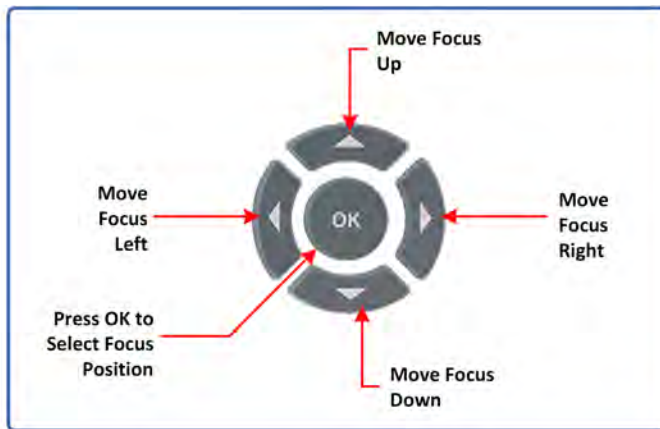 Move Focus
Up
Move
Focus
Left
OK
Move
Focus
Right
Press OK to
Select Focus
Position
Move Focus
Down